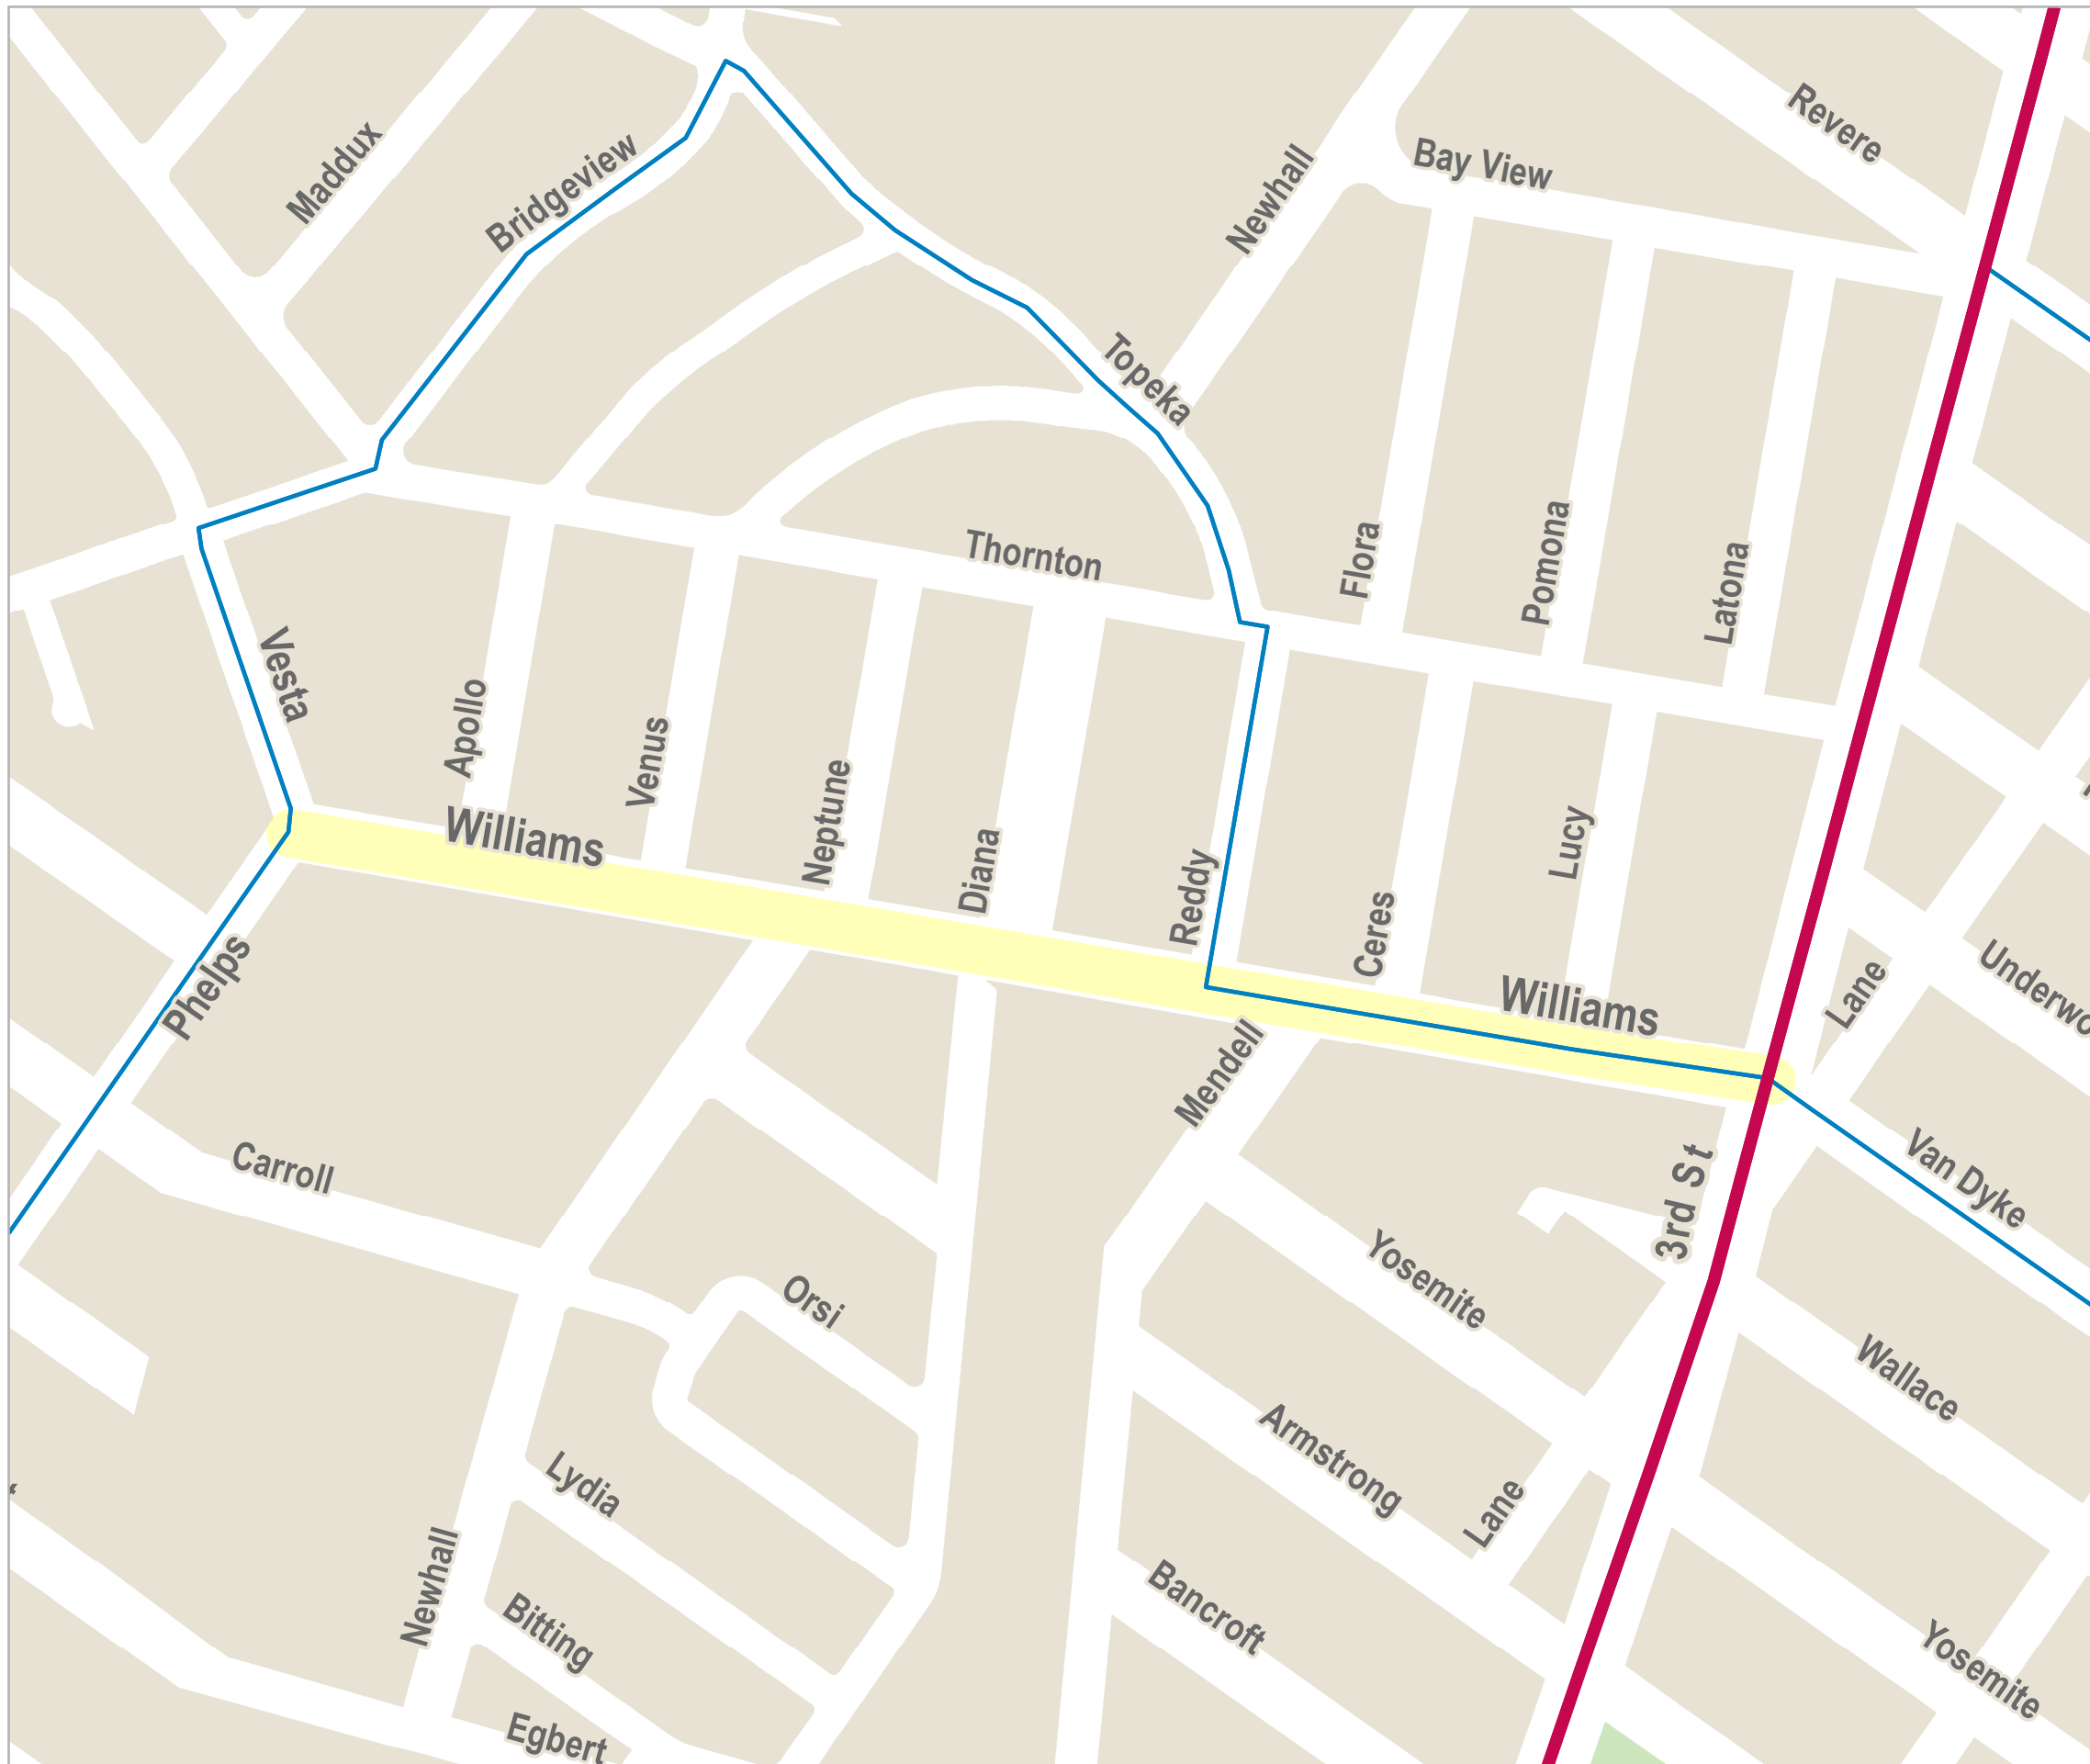 Revere
Maddux
Bridgeview
Newhall
Bay View
Topeka
Thornton
Flora
Pomona
Latona
Vesta
Apollo
Venus
Neptune
Diana
Reddy
Ceres
Lucy
Williams
Williams
Phelps
Mendell
Lane
Underwo
Carroll
Orsi
Yosemite
3rd St
Van Dyke
Wallace
Armstrong
Lane
Lydia
Newhall
Bitting
Bancroft
Yosemite
Egbert